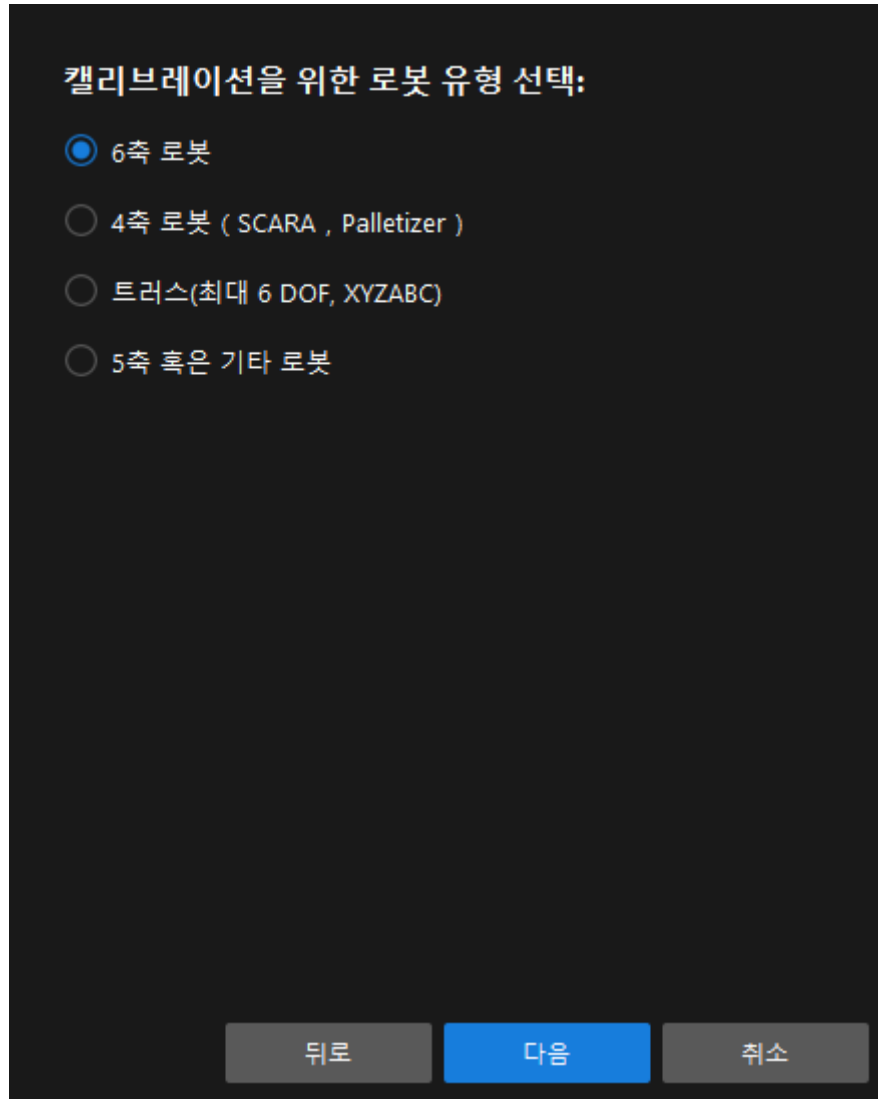 캘리브레이션을 위한 로봇 유형 선택:
6축 로봇
4축 로봇 ( SCARA , Palletizer )
트러스(최대 6 DOF, XYZABC)
5축 혹은 기타 로봇
뒤로 다음 취소